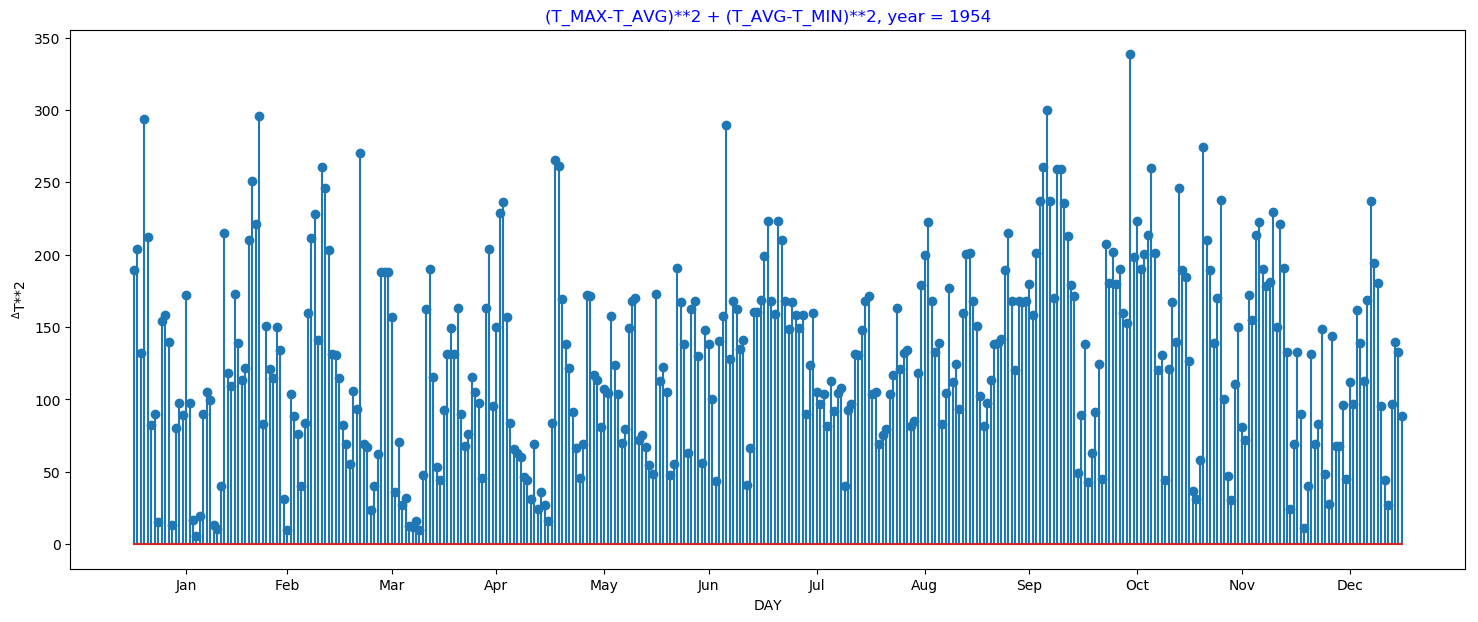 (T_MAX-T_AVG)**2 + (T_AVG-T_MIN)**2, year = 1954
350
300
250
200
150
100
50
0
ΔT**2
Jan Feb Mar Apr May Jun Jul Aug Sep Oct Nov Dec
DAY